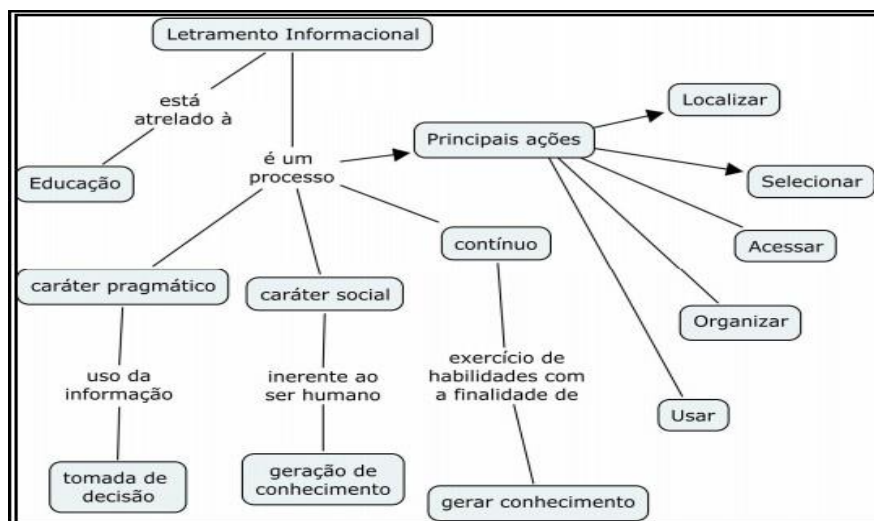 Letramento Informacional
está
atrelado à
Educação
é um
processo
Principais ações
Localizar
Selecionar
Acessar
Organizar
Usar
contínuo
caráter pragmático
caráter social
uso da
informação
inerente ao
ser humano
exercício de
habilidades com
a finalidade de
tomada de
decisão
geração de
conhecimento
gerar conhecimento